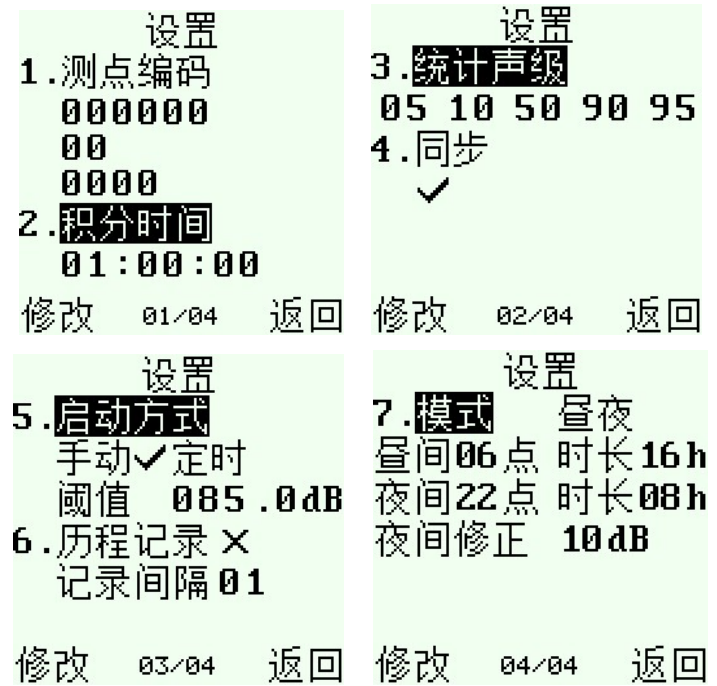 设置
1.测点编码
000000
00
0000
2.积分时间
01:00:00
修改 01/04 返回
设置
3.统计声级
05 10 50 90 95
4.同步
✓
修改 02/04 返回
设置
5.启动方式
手动✓定时
阈值 085.0dB
6.历程记录×
记录间隔01
修改 03/04 返回
设置
7.模式 昼夜
昼间06点 时长16h
夜间22点 时长08h
夜间修正 10dB
修改 04/04 返回